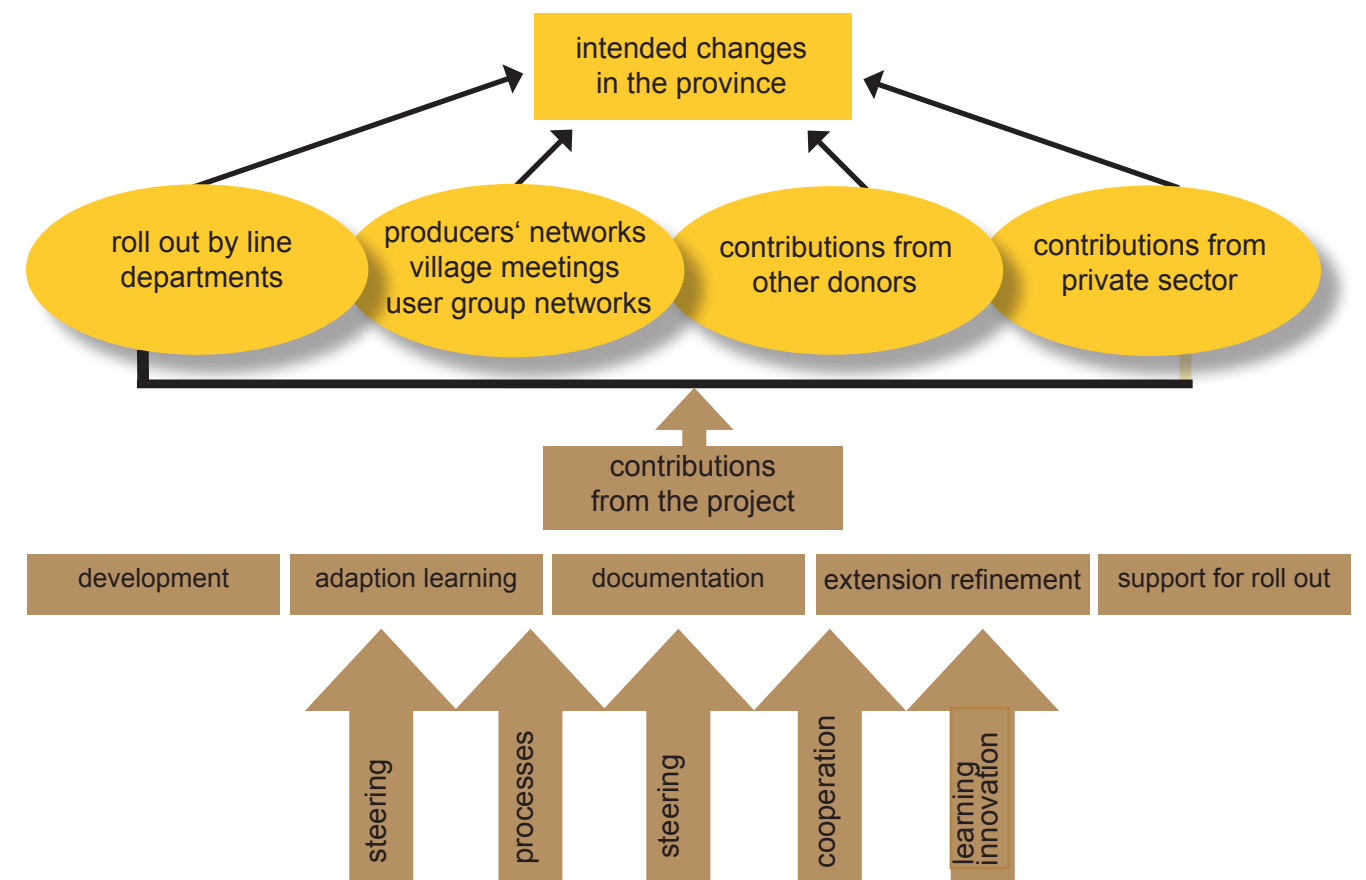 intended changes
in the province
roll out by line
departments
producers‘ networks
village meetings
user group networks
contributions from
other donors
contributions from
private sector
contributions
from the project
development
adaption learning
documentation
extension refinement
support for roll out
steering
processes
steering
cooperation
learning
innovation